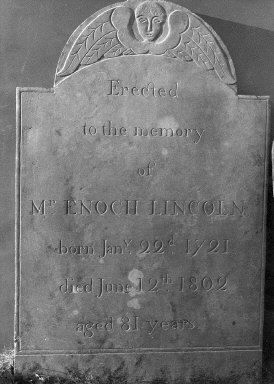 Erected
to the memory
of
Mr ENOCH LINCOLN
born Jany. 22d 1721
died June 12th 1802
aged 81 years.